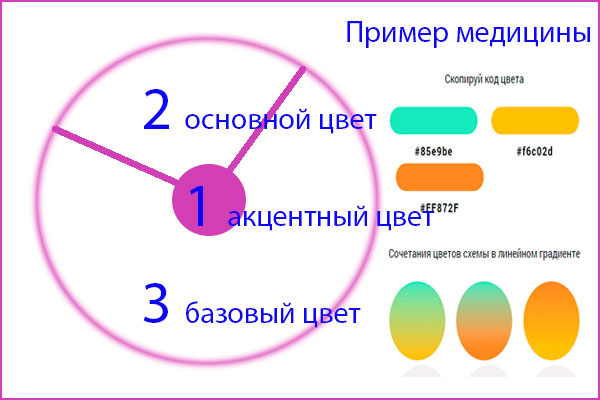 Пример медицины
Скопируй код цвета
2 основной цвет
#85e9be
#f6c02d
1 акцентный цвет
#EF872F
Сочетания цветов схемы в линейном градиенте
3 базовый цвет